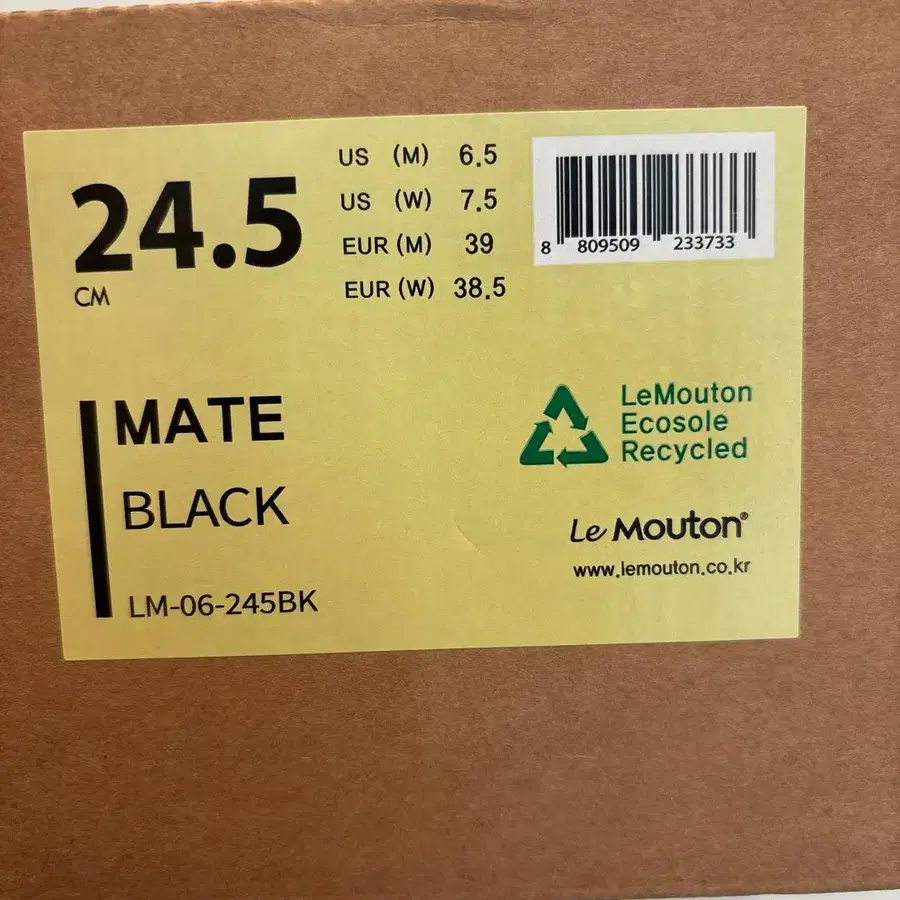 24.5
CM
US (M) 6.5
US (W) 7.5
EUR (M) 39
EUR (W) 38.5
8 809509 233733
MATE
BLACK
LM-06-245BK
LeMouton
Ecosole
Recycled
Le Mouton®
www.lemouton.co.kr